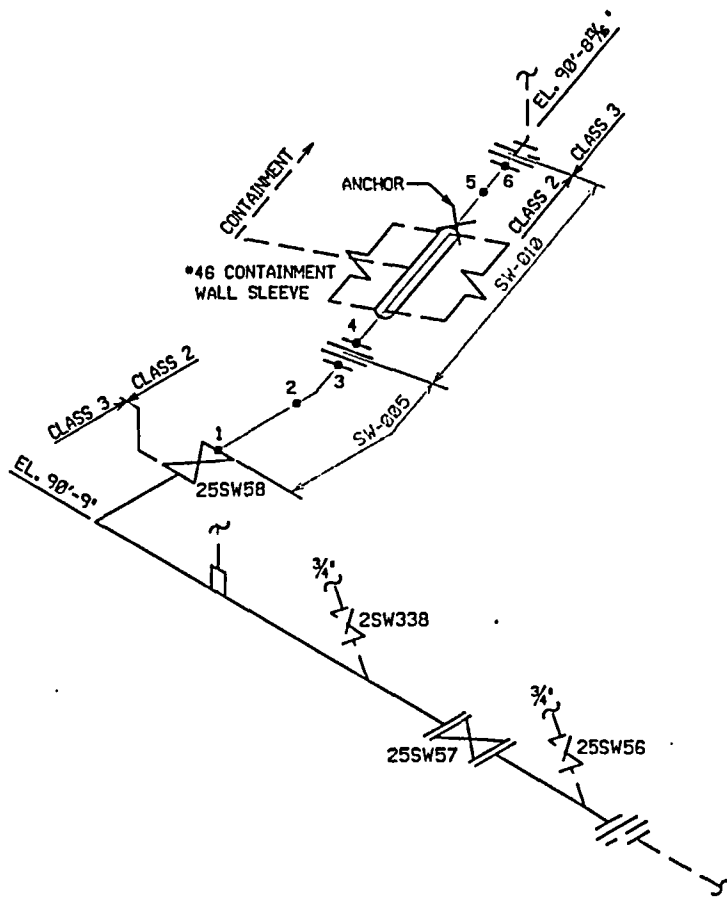 EL. 90'-8 13/16"
CLASS 3
CLASS 2
5
6
ANCHOR
CONTAINMENT
SW-010
*46 CONTAINMENT
WALL SLEEVE
4
3
2
1
CLASS 3
CLASS 2
SW-005
EL. 90'-9"
25SW58
3/4"
2SW338
3/4"
25SW57
25SW56